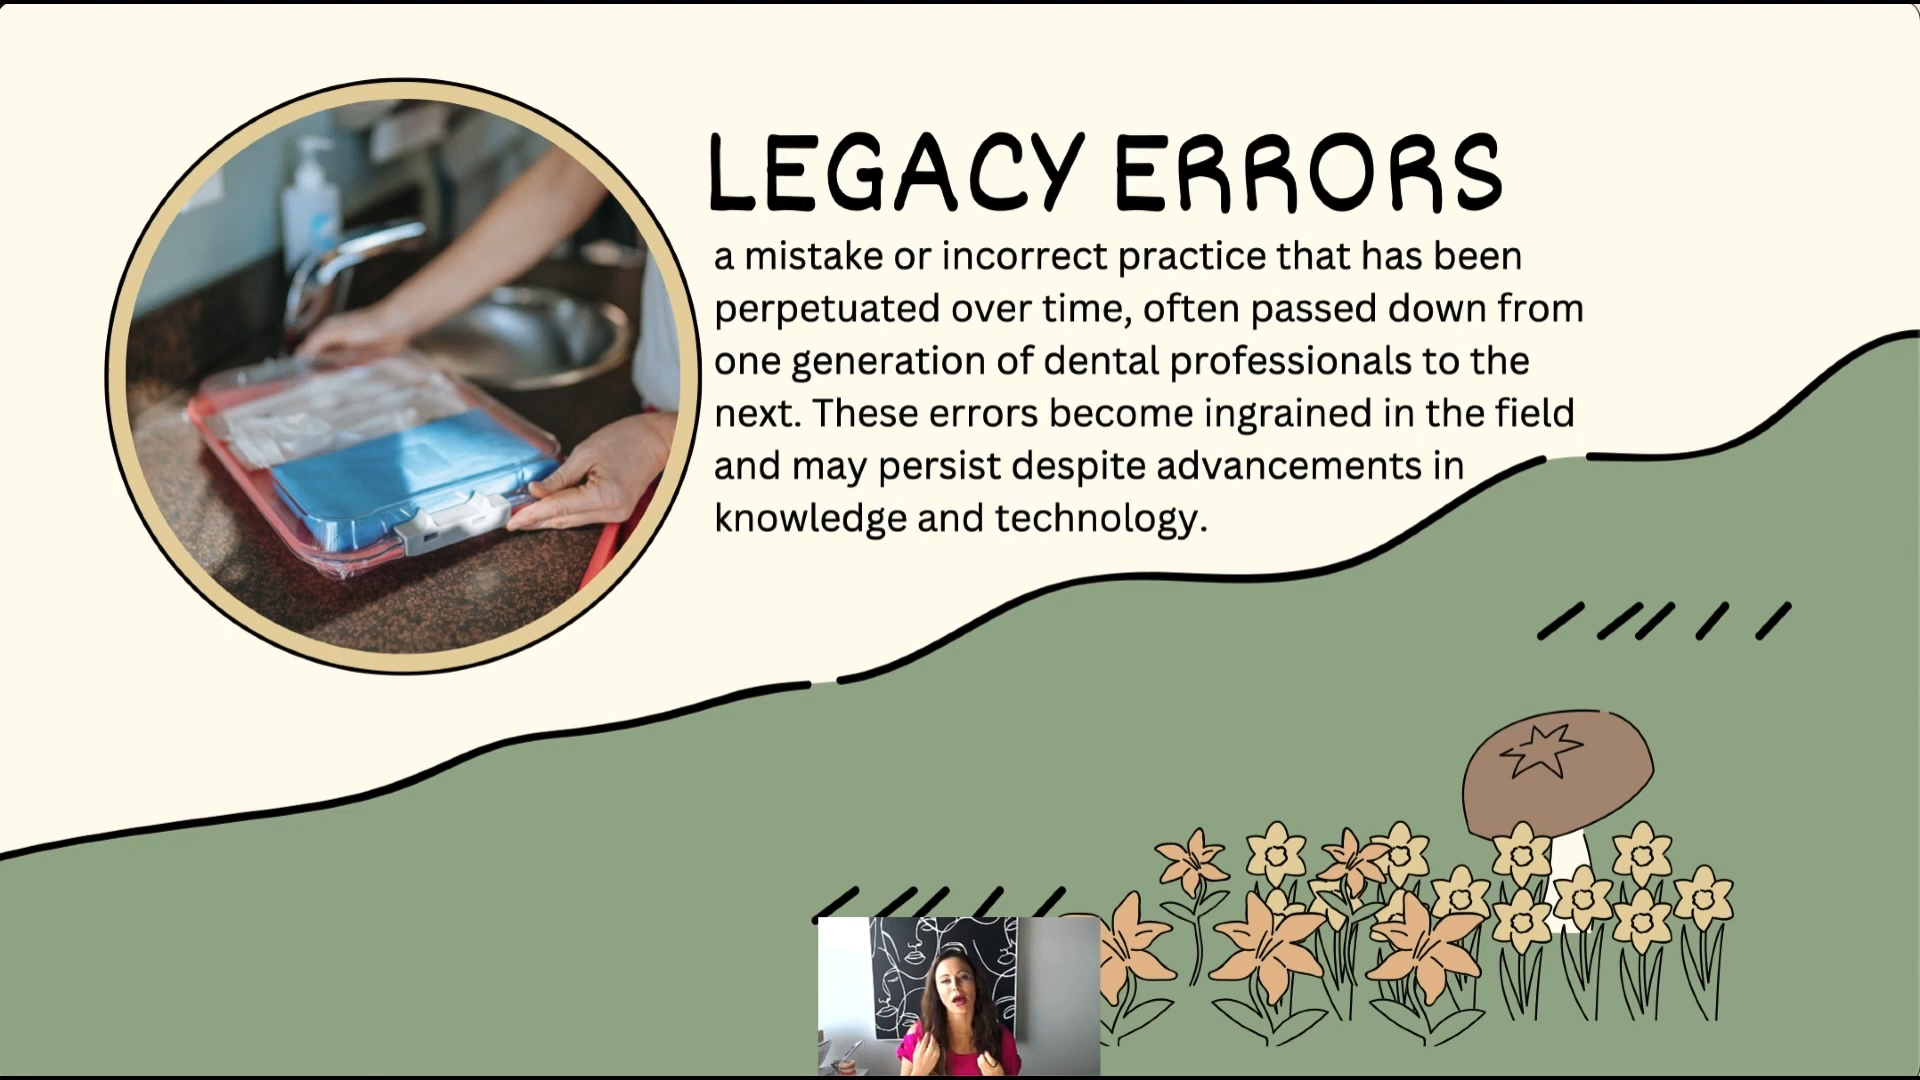 LEGACY ERRORS
a mistake or incorrect practice that has been
perpetuated over time, often passed down from
one generation of dental professionals to the
next. These errors become ingrained in the field
and may persist despite advancements in
knowledge and technology.